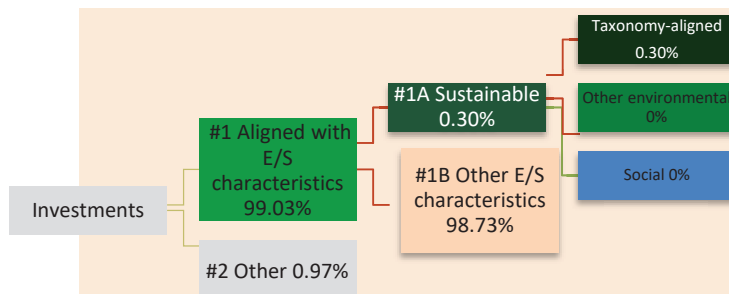 Investments
#1 Aligned with
E/S
characteristics
99.03%
#2 Other 0.97%
#1A Sustainable
0.30%
#1B Other E/S
characteristics
98.73%
Taxonomy-aligned
0.30%
Other environmental
0%
Social 0%